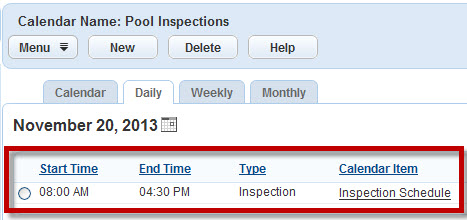 Calendar Name: Pool Inspections
Menu New Delete Help
Calendar Daily Weekly Monthly
November 20, 2013
Start Time End Time Type Calendar Item
08:00 AM 04:30 PM Inspection Inspection Schedule